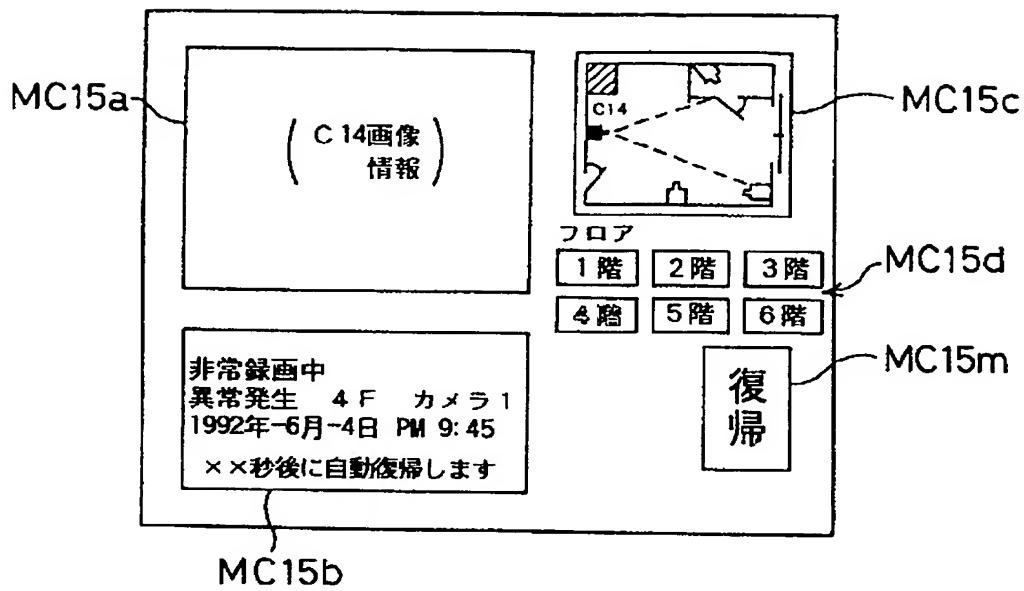 MC15a
C14画像
情報
C14
MC15c
フロア
1階 2階 3階
4階 5階 6階
MC15d
非常録画中
異常発生 4F カメラ1
1992年-6月-4日 PM 9:45
××秒後に自動復帰します
復帰
MC15m
MC15b